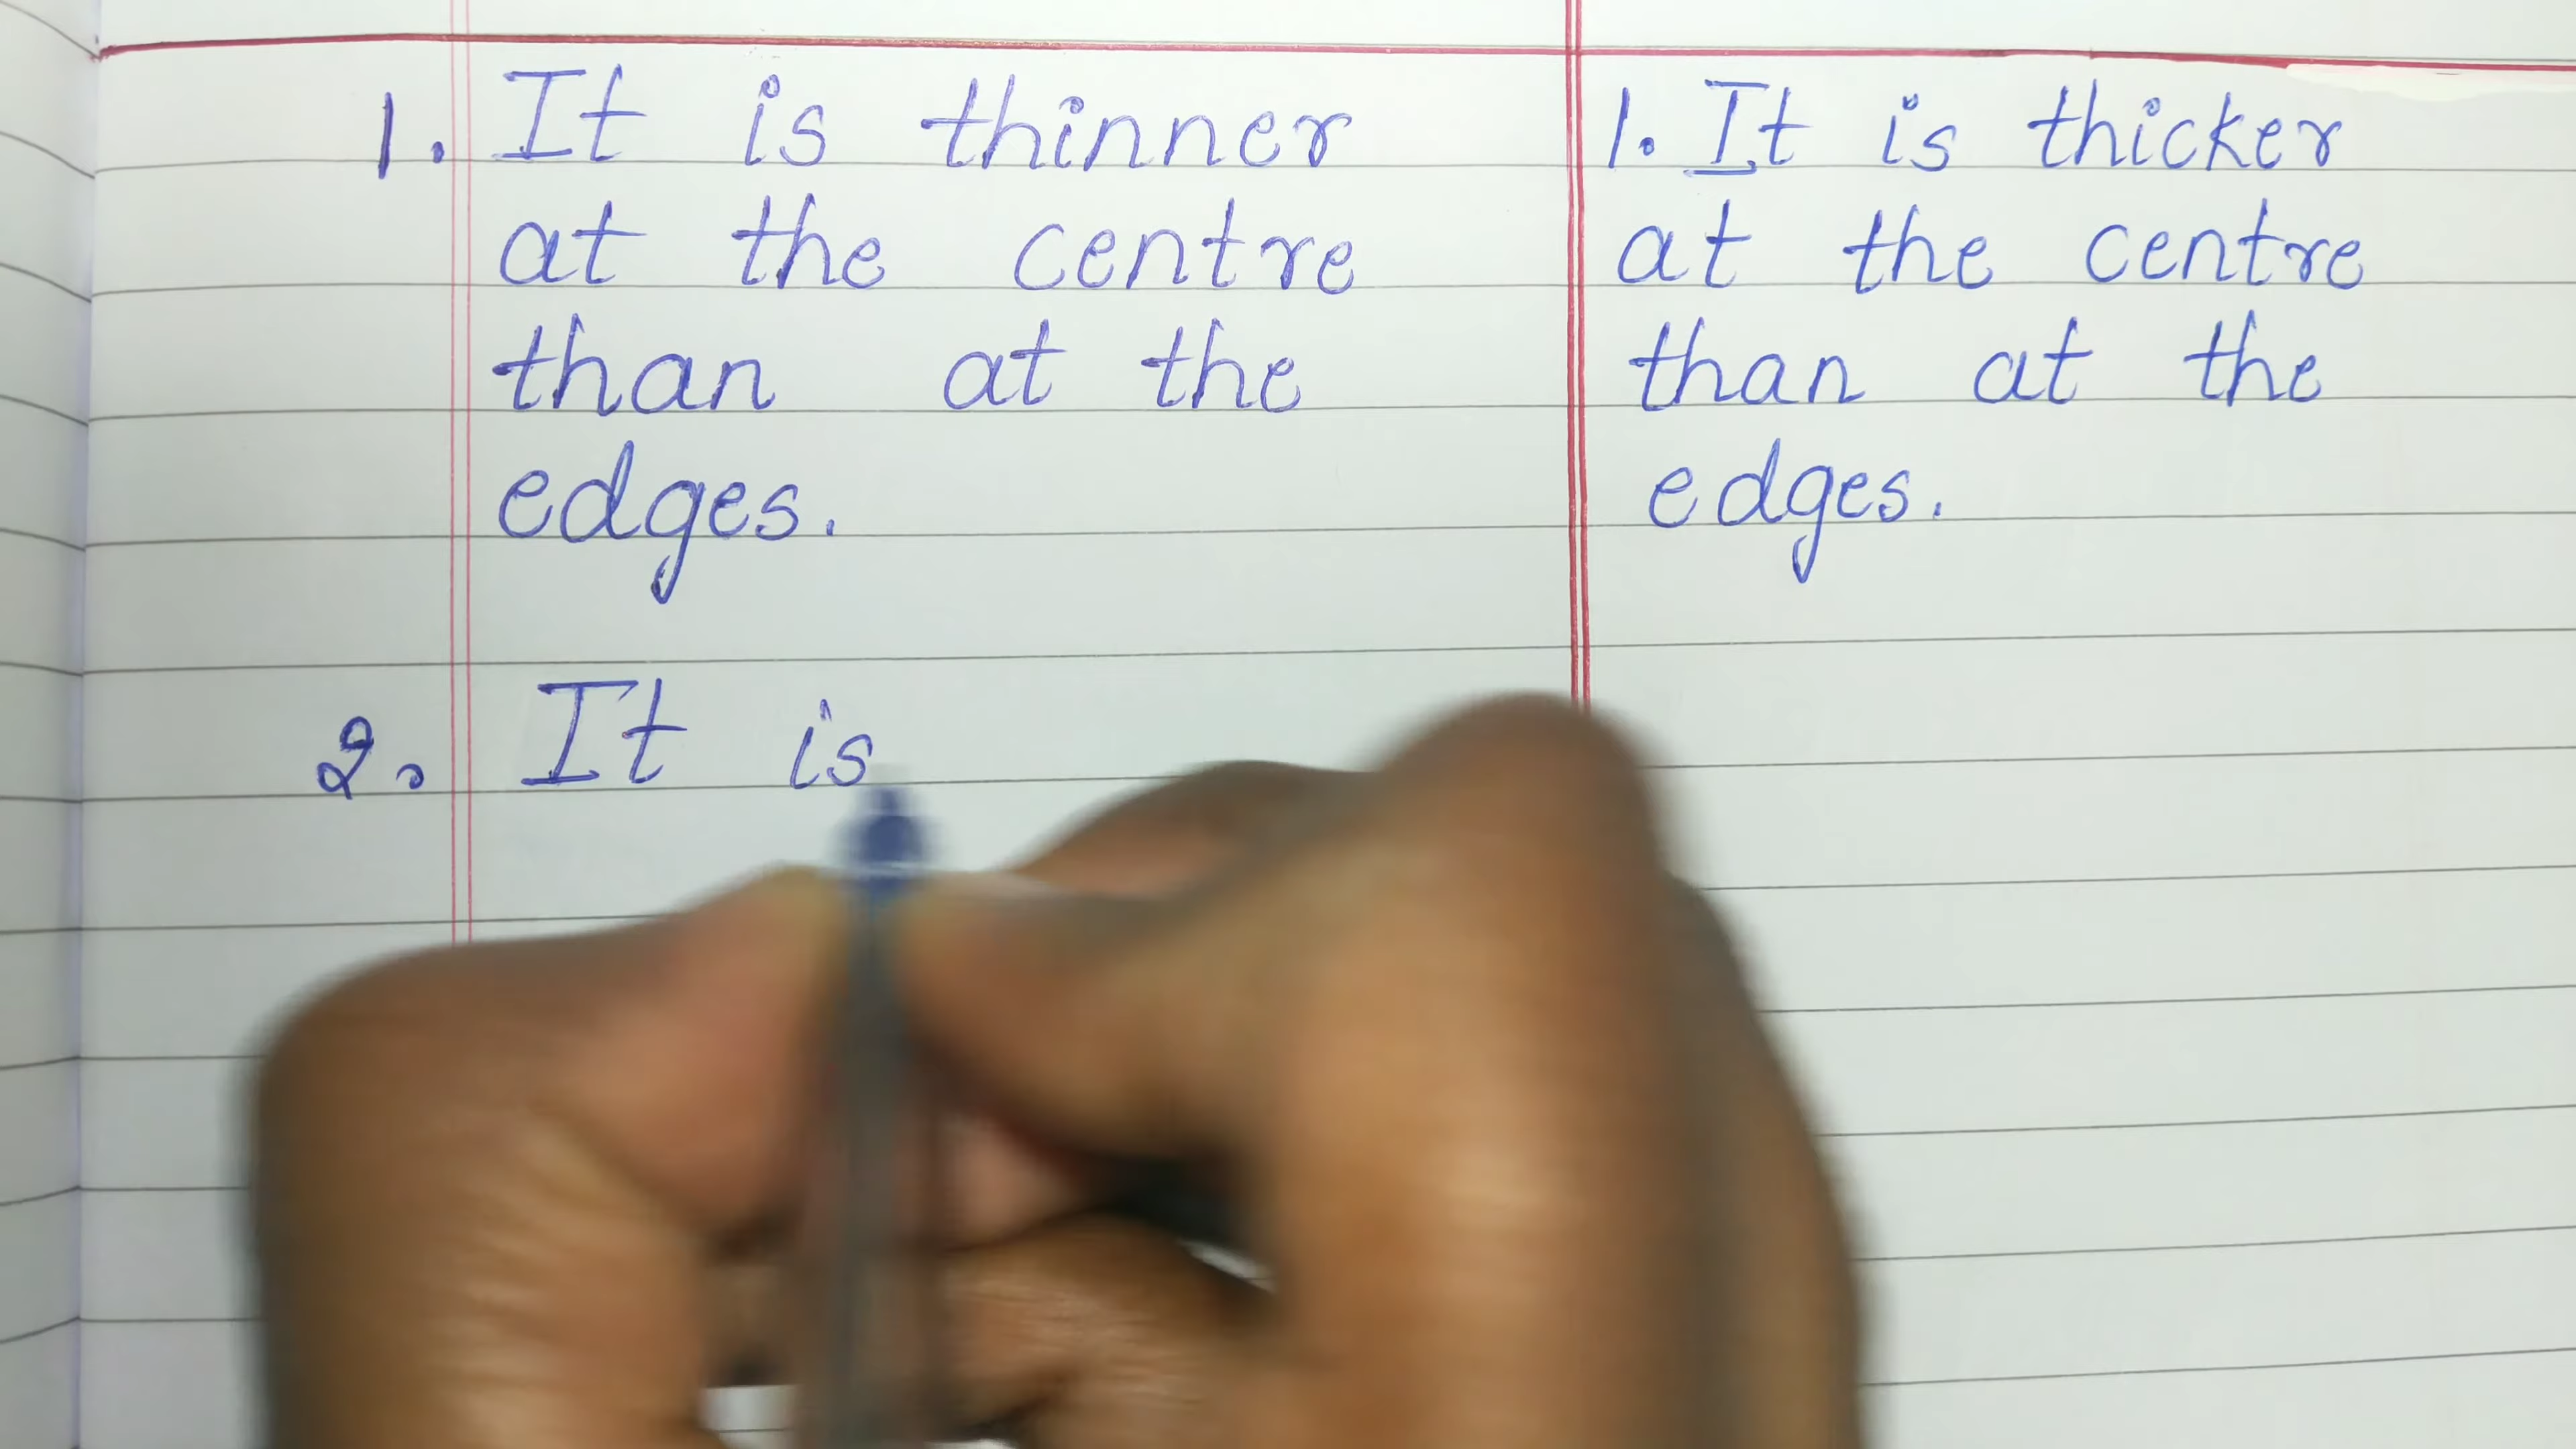 1. It is thinner
at the centre
than at the
edges.
2. It is
1. It is thicker
at the centre
than at the
edges.